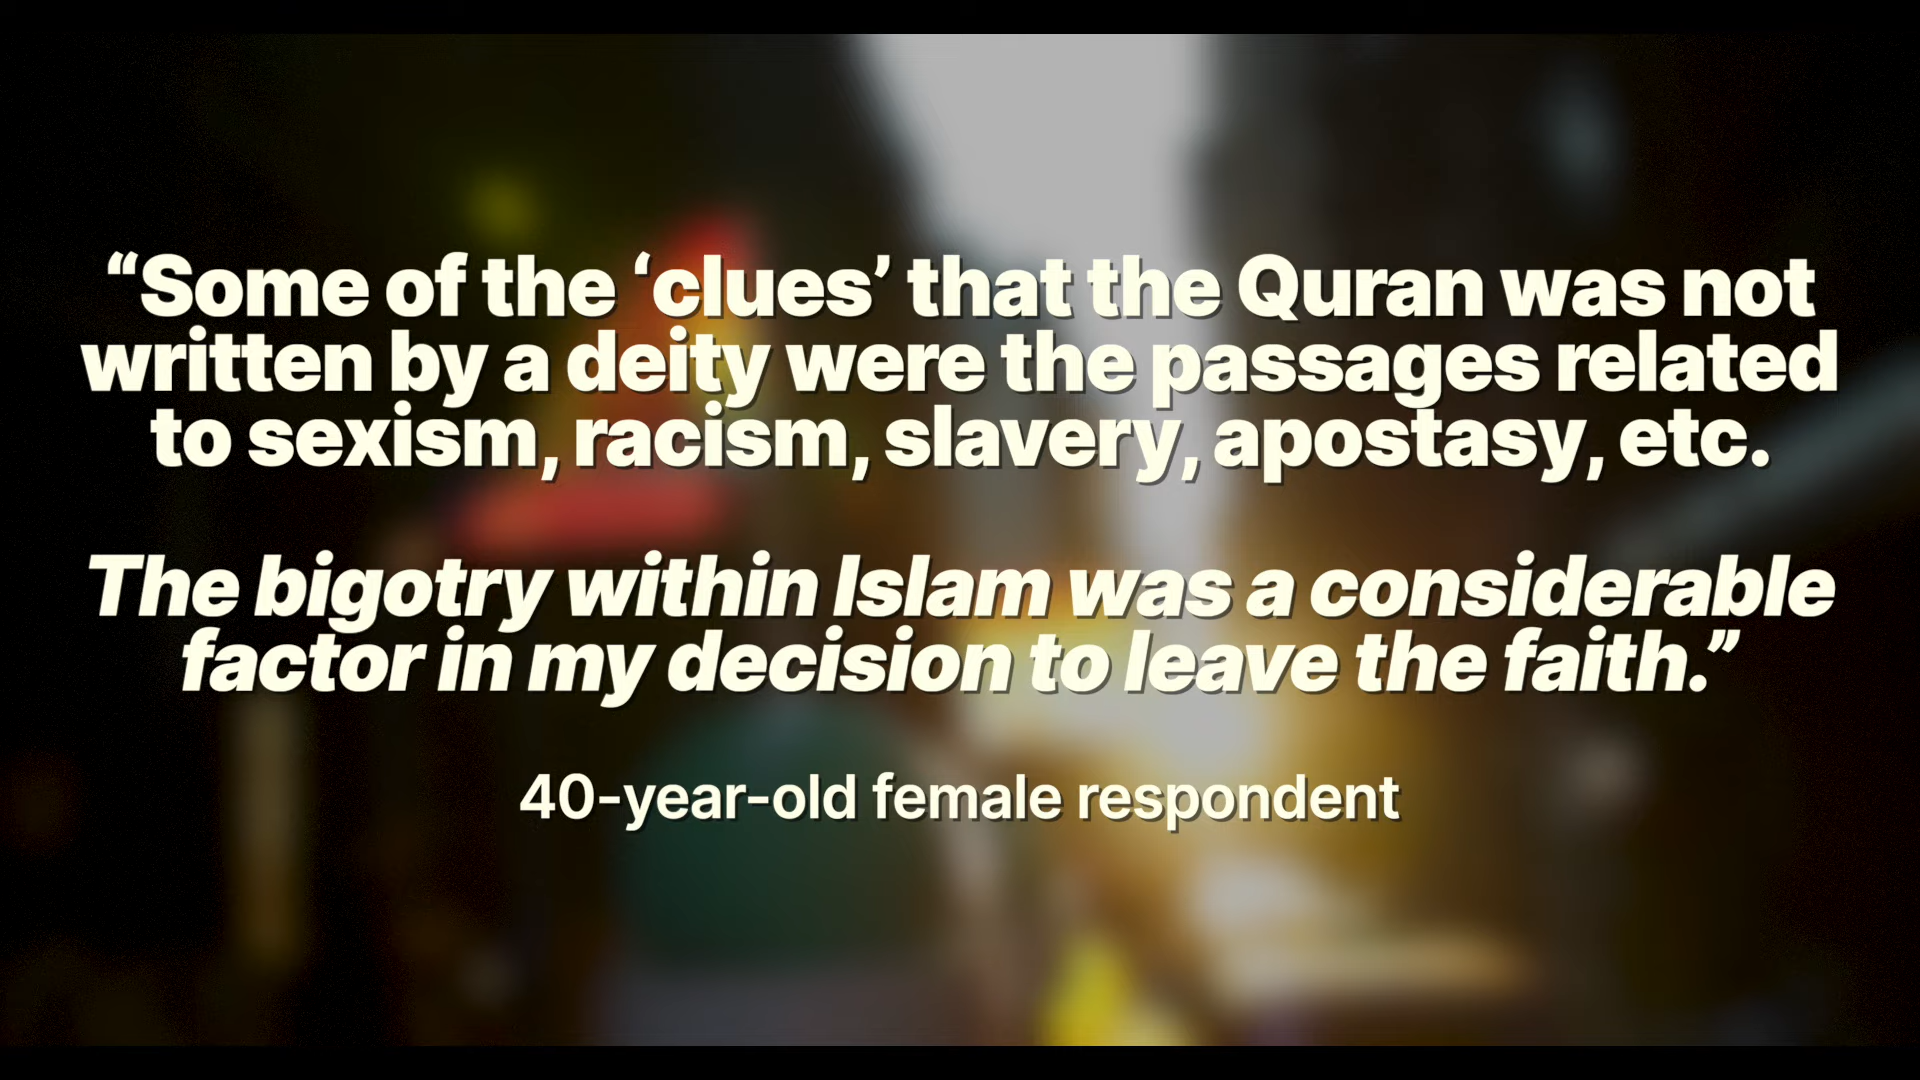 “Some of the ‘clues’ that the Quran was not
written by a deity were the passages related
to sexism, racism, slavery, apostasy, etc.
The bigotry within Islam was a considerable
factor in my decision to leave the faith.”
40-year-old female respondent